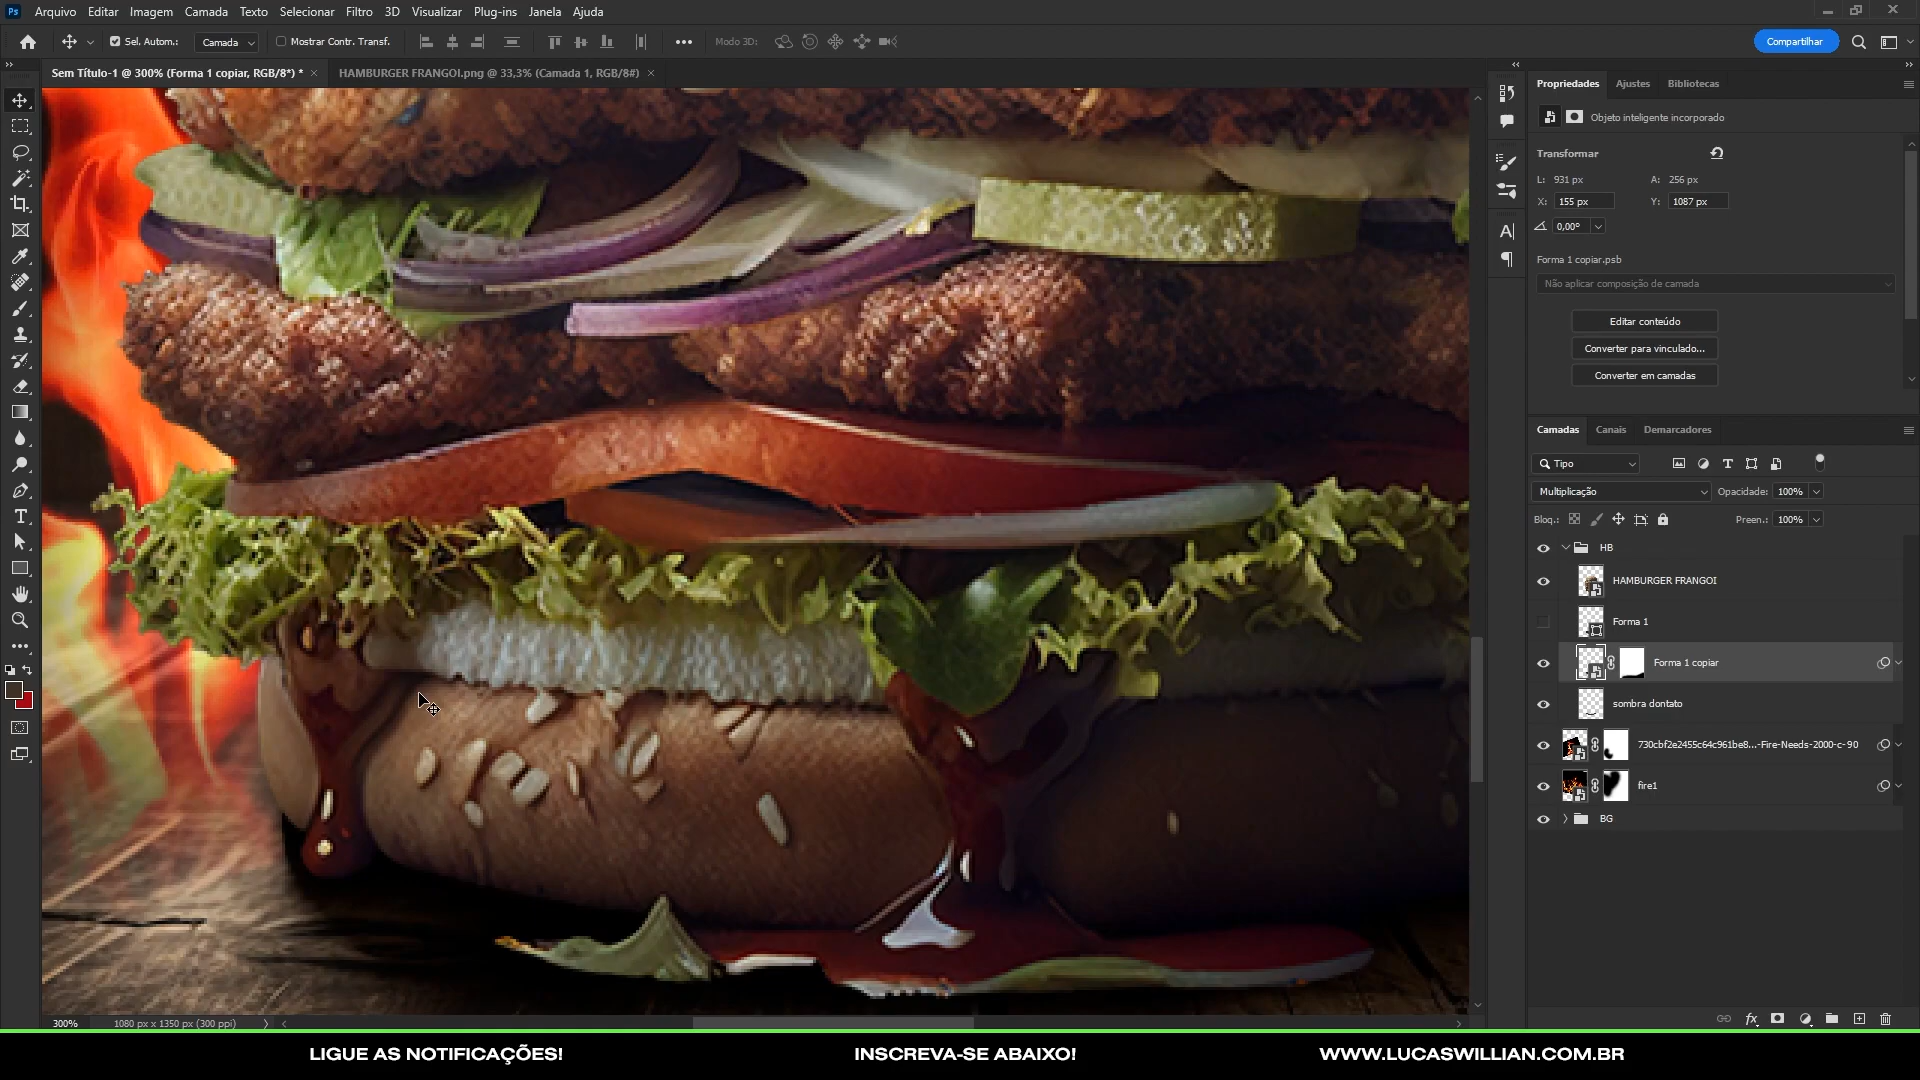 Ps Arquivo Editar Imagem Camada Texto Selecionar Filtro 3D Visualizar Plug-ins Janela Ajuda
Sel. Autom.: Camada Mostrar Contr. Transf. Modo 3D: Compartilhar
Sem Título-1 @ 300% (Forma 1 copiar, RGB/8*) * × HAMBURGER FRANGOI.png @ 33,3% (Camada 1, RGB/8#) ×
Propriedades Ajustes Bibliotecas
Objeto inteligente incorporado
Transformar
L: 931 px A: 256 px
X: 155 px Y: 1087 px
0,00º
Forma 1 copiar.psb
Não aplicar composição de camada
Editar conteúdo
Converter para vinculado...
Converter em camadas
Camadas Canais Demarcadores
Tipo
Multiplicação Opacidade: 100%
Bloq.: Preen.: 100%
HB
HAMBURGER FRANGOI
Forma 1
Forma 1 copiar
sombra dontato
730cbf2e2455c64c961be8...-Fire-Needs-2000-c-90
fire1
BG
300% 1080 px x 1350 px (300 ppi)
LIGUE AS NOTIFICAÇÕES! INSCREVA-SE ABAIXO! WWW.LUCASWILLIAN.COM.BR